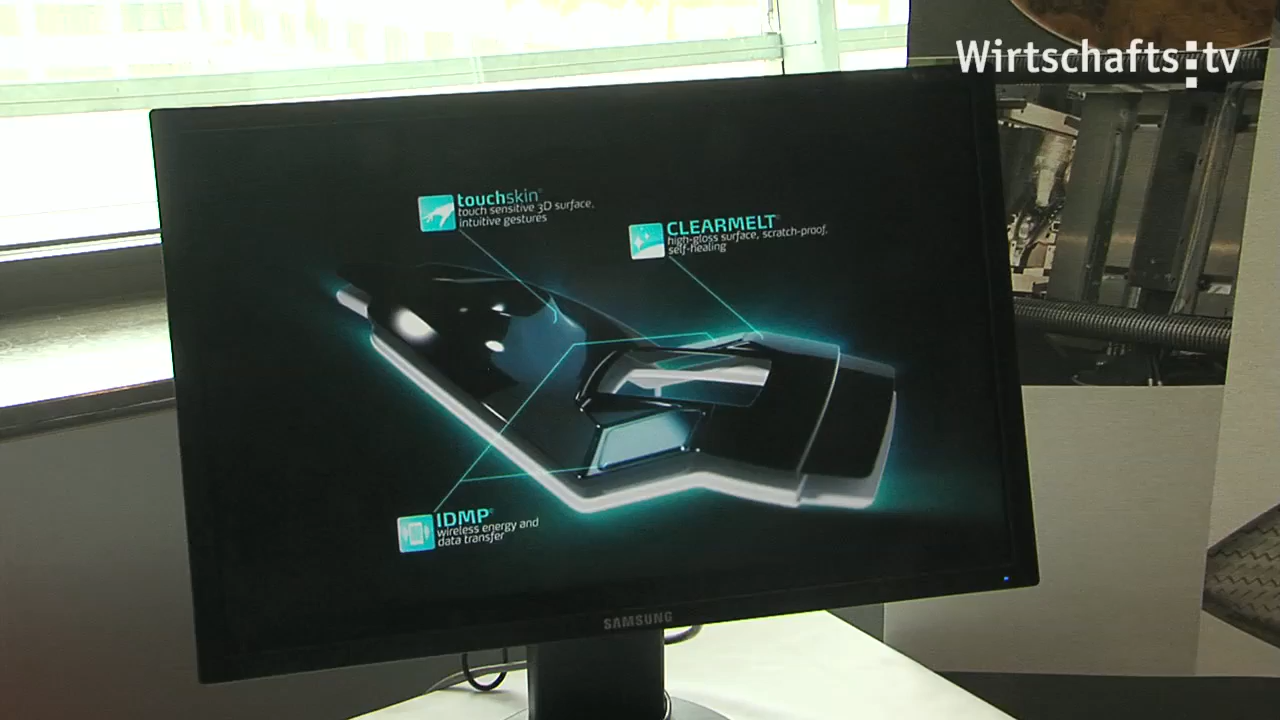 Wirtschafts:tv
touchskin®
touch sensitive 3D surface,
intuitive gestures
CLEARMELT®
high-gloss surface, scratch-proof,
self-healing
IDMP®
wireless energy and
data transfer
SAMSUNG